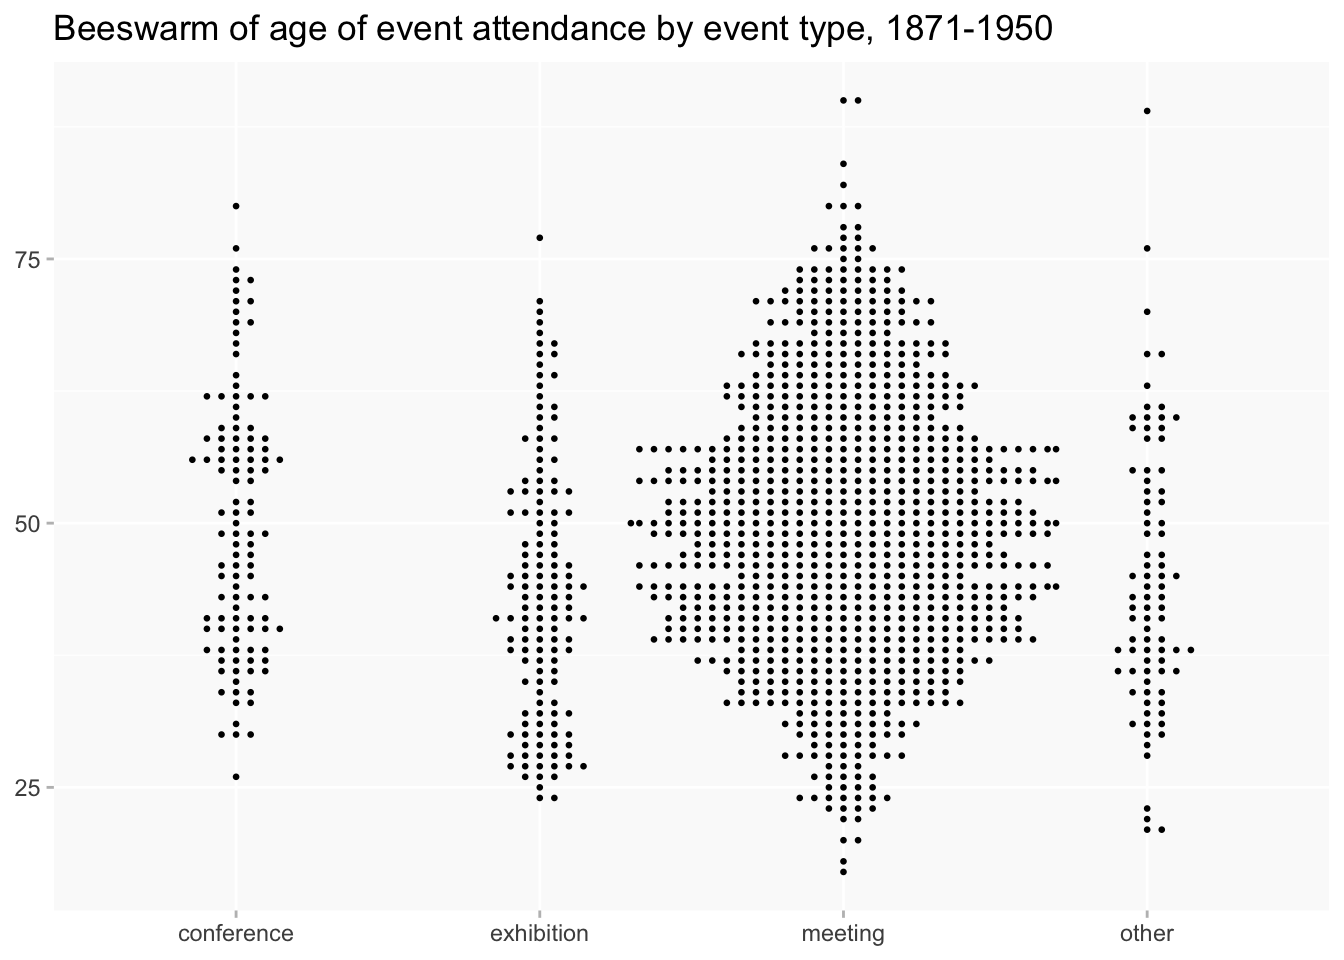 Beeswarm of age of event attendance by event type, 1871-1950
75
50
25
conference exhibition meeting other